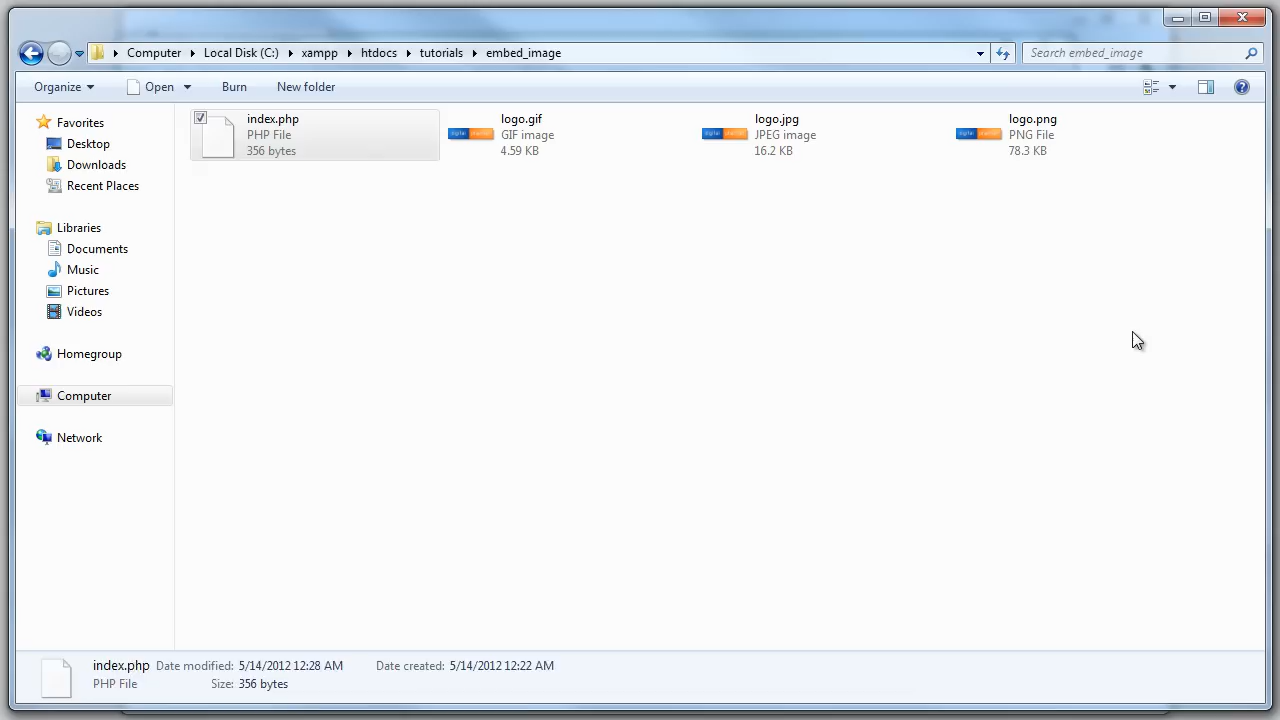 Computer Local Disk (C:) xampp htdocs tutorials embed_image Search embed_image
Organize Open Burn New folder
Favorites
Desktop
Downloads
Recent Places
Libraries
Documents
Music
Pictures
Videos
Homegroup
Computer
Network
index.php
PHP File
356 bytes
logo.gif
GIF image
4.59 KB
logo.jpg
JPEG image
16.2 KB
logo.png
PNG File
78.3 KB
index.php Date modified: 5/14/2012 12:28 AM Date created: 5/14/2012 12:22 AM
PHP File Size: 356 bytes